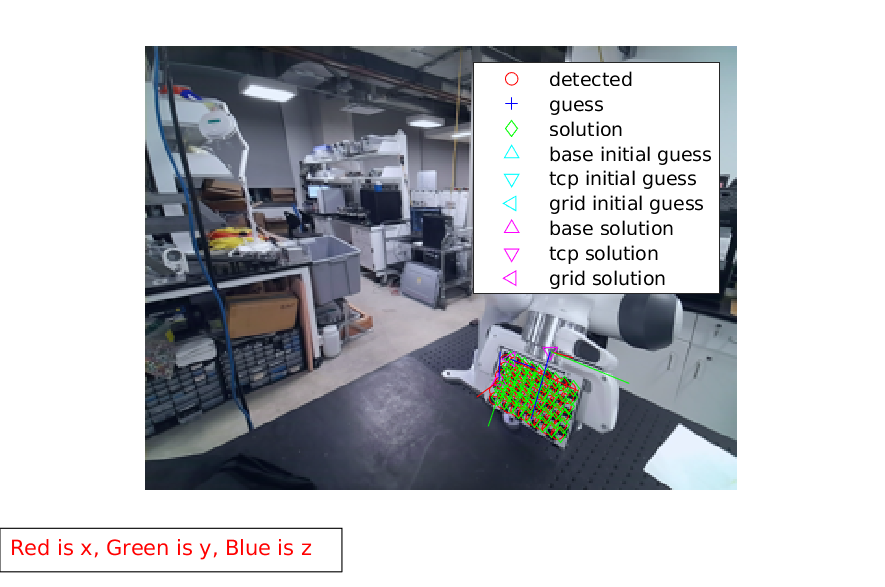 detected
guess
solution
base initial guess
tcp initial guess
grid initial guess
base solution
tcp solution
grid solution
Red is x, Green is y, Blue is z